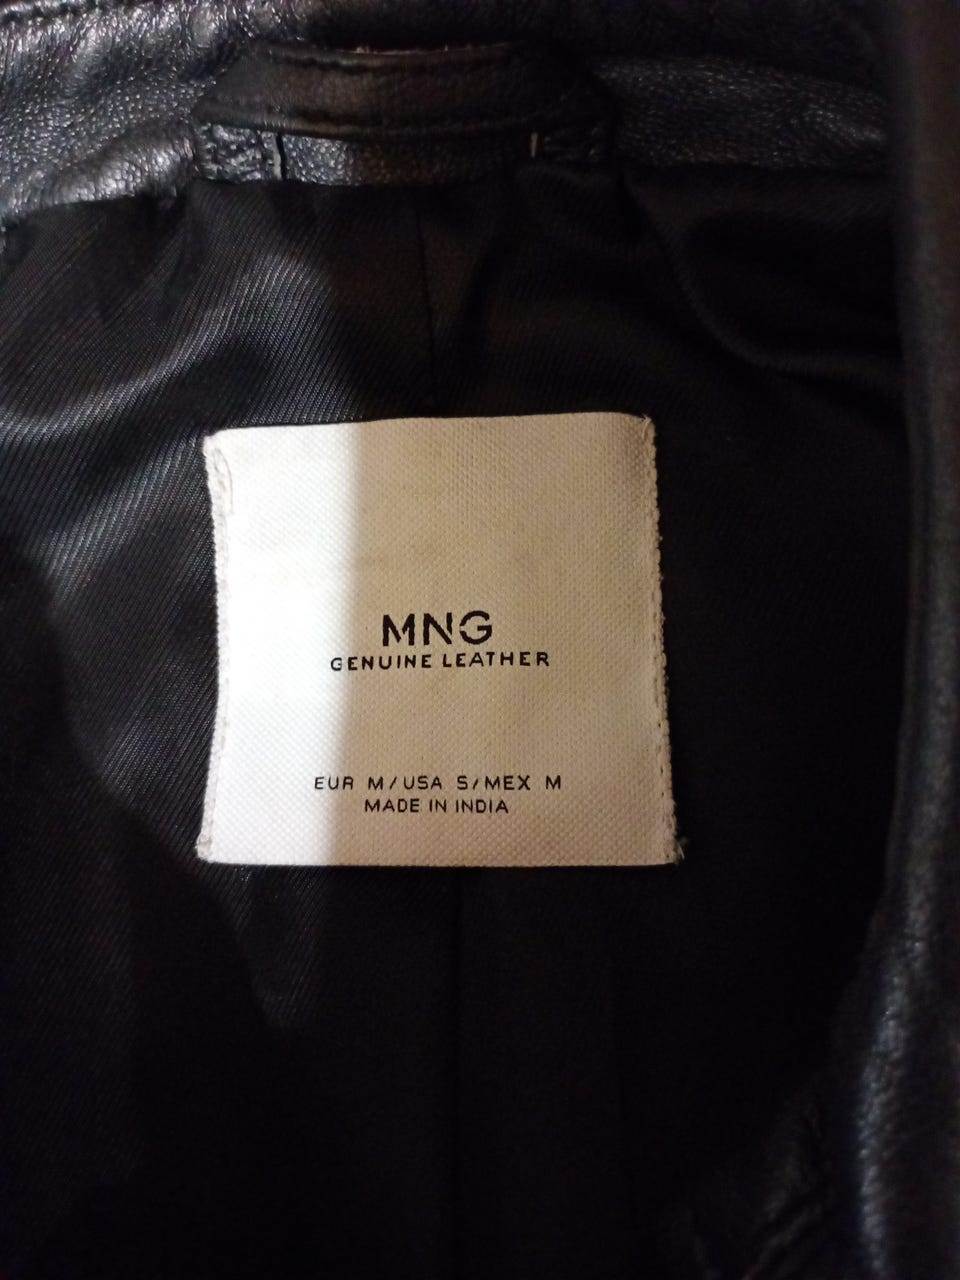 MNG
GENUINE LEATHER
EUR M/USA S/MEX M
MADE IN INDIA